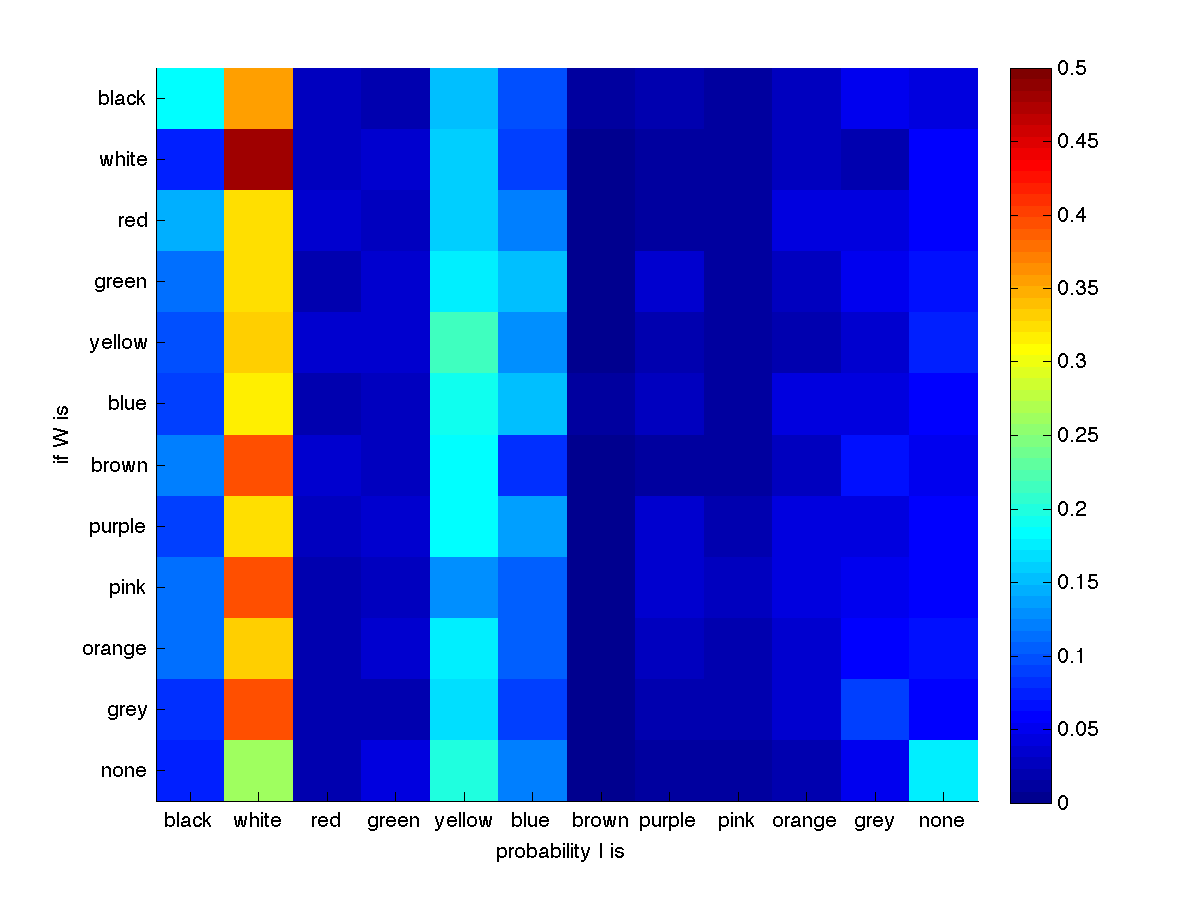 black
white
red
green
yellow
blue
brown
purple
pink
orange
grey
none
if W is
black white red green yellow blue brown purple pink orange grey none
probability I is
0.5
0.45
0.4
0.35
0.3
0.25
0.2
0.15
0.1
0.05
0